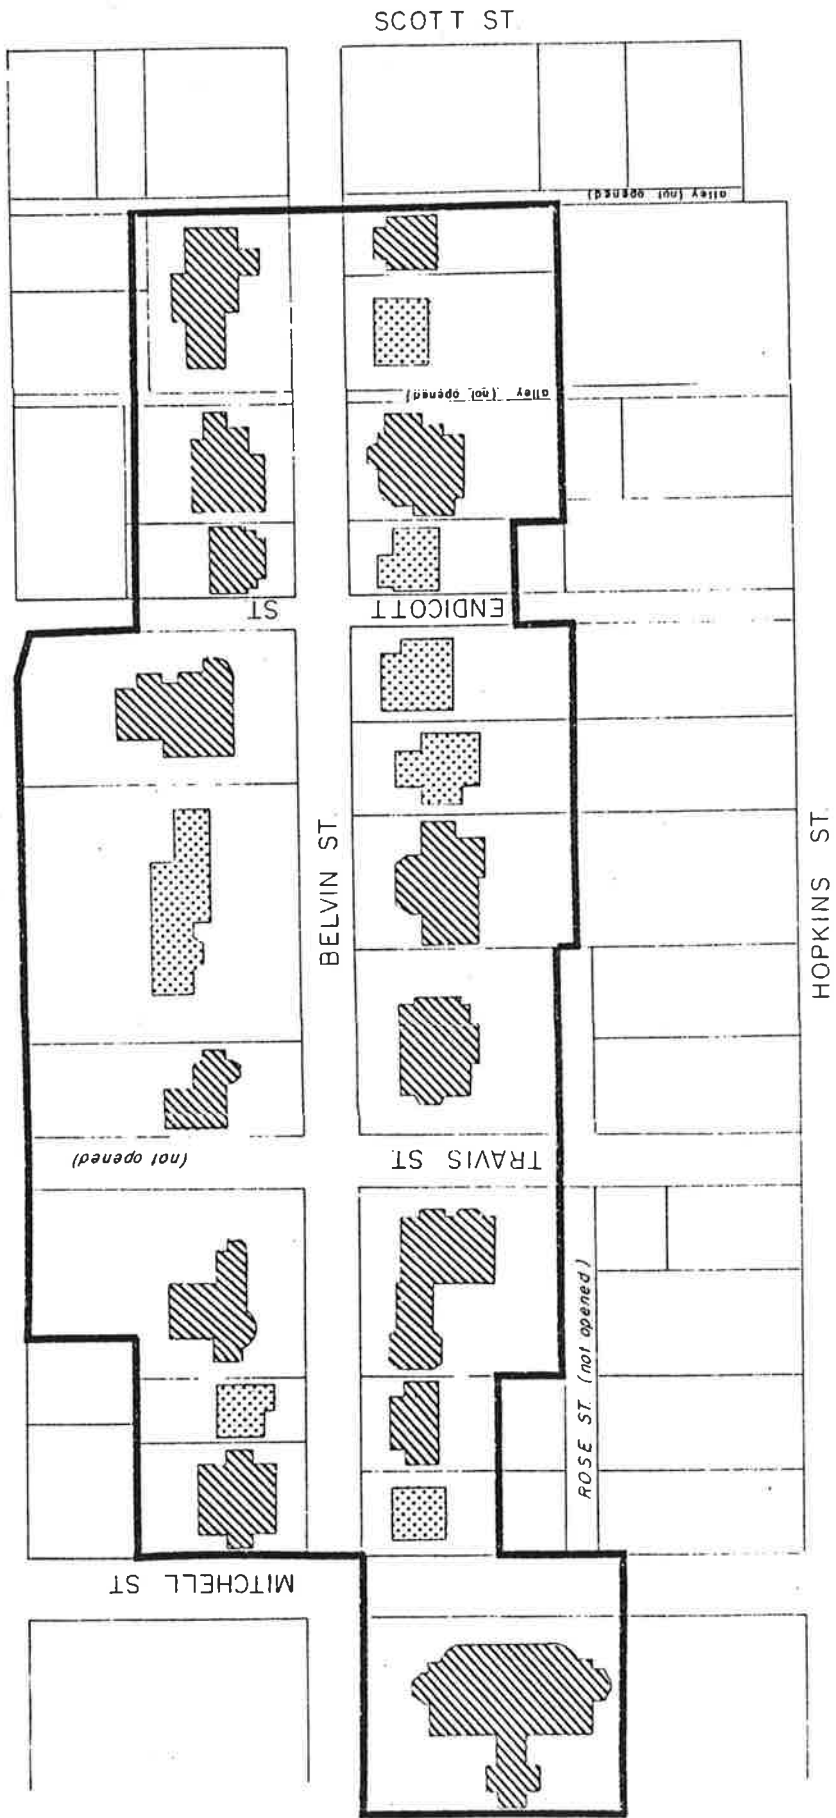 SCOTT ST.
alley (not opened)
alley (not opened)
ENDICOTT ST
BELVIN ST.
HOPKINS ST.
(not opened)
TRAVIS ST.
ROSE ST. (not opened)
MITCHELL ST